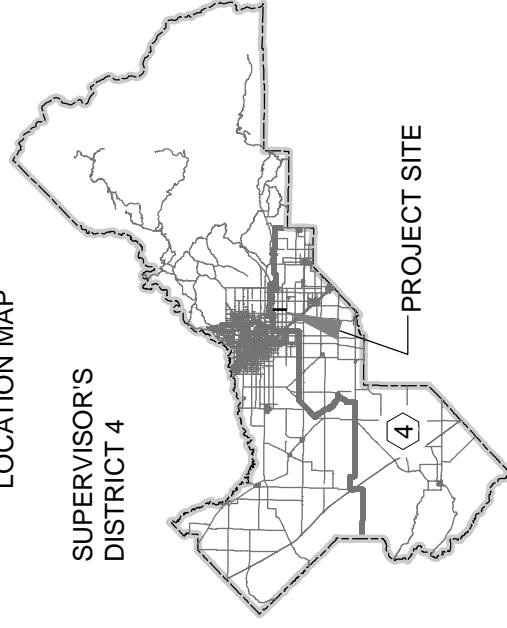 LOCATION MAP
SUPERVISOR'S
DISTRICT 4
PROJECT SITE
4